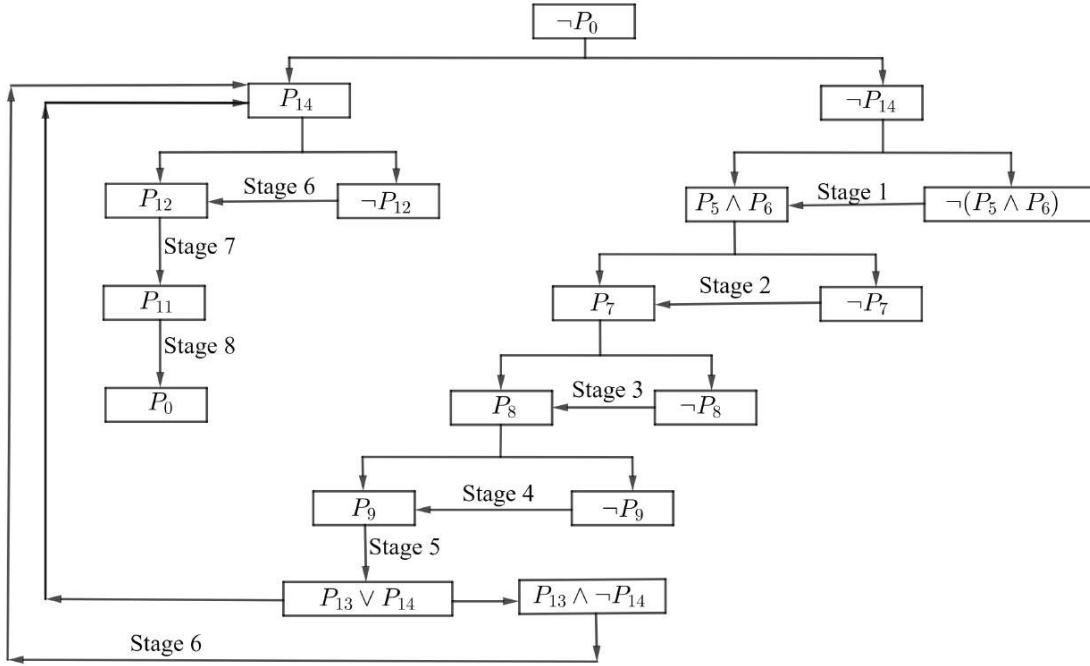 ¬P₀
P₁₄
¬P₁₄
P₁₂
Stage 6
¬P₁₂
P₅ ∧ P₆
Stage 1
¬(P₅ ∧ P₆)
Stage 7
P₁₁
P₇
Stage 2
¬P₇
Stage 8
P₀
P₈
Stage 3
¬P₈
P₉
Stage 4
¬P₉
Stage 5
P₁₃ ∨ P₁₄
P₁₃ ∧ ¬P₁₄
Stage 6